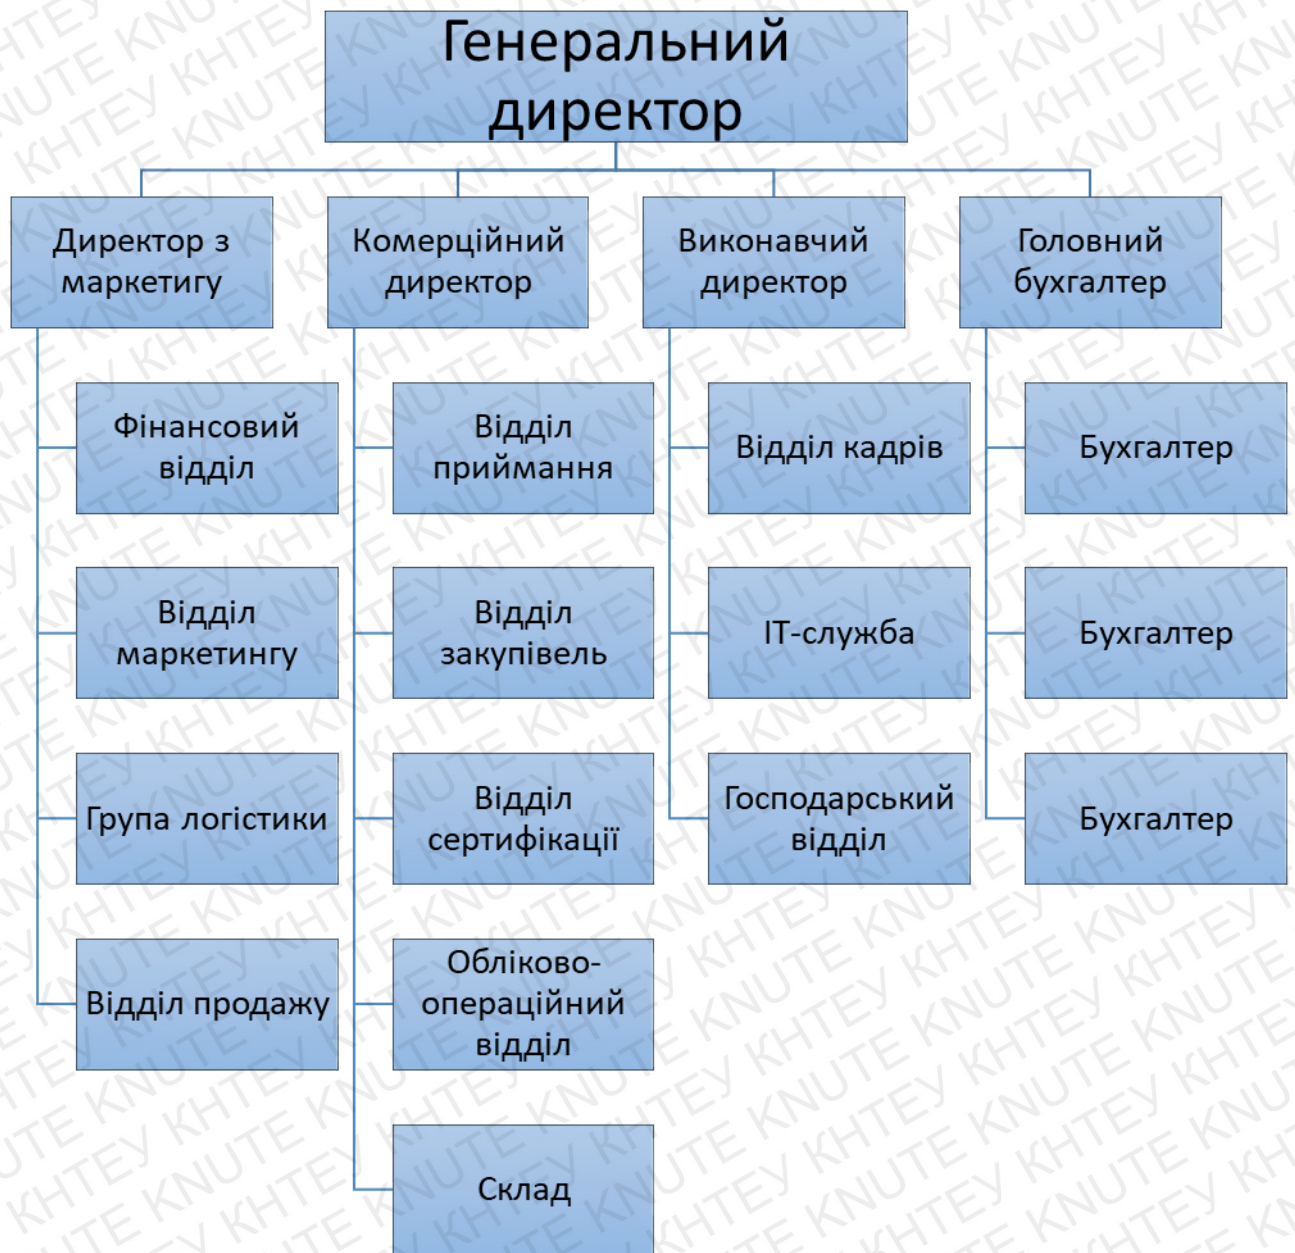 Генеральний
директор
Директор з
маркетигу
Комерційний
директор
Виконавчий
директор
Головний
бухгалтер
Фінансовий
відділ
Відділ
маркетингу
Група логістики
Відділ продажу
Відділ
приймання
Відділ
закупівель
Відділ
сертифікації
Обліково-
операційний
відділ
Склад
Відділ кадрів
ІТ-служба
Господарський
відділ
Бухгалтер
Бухгалтер
Бухгалтер